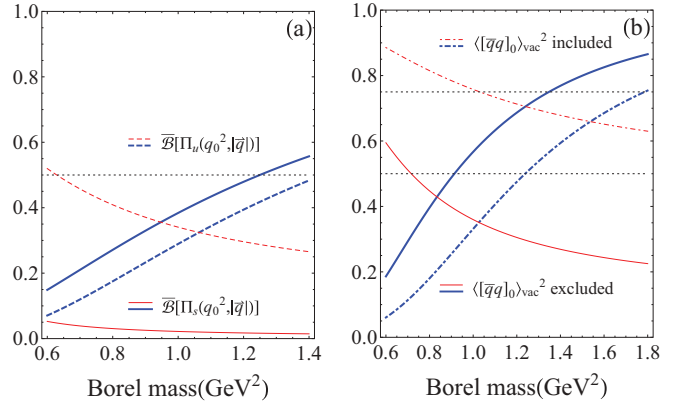 (a)
1.0
0.8
0.6
0.4
0.2
0.0
0.6 0.8 1.0 1.2 1.4
B̅[Πᵤ(q₀²,|q⃗|)]
B̅[Πₛ(q₀²,|q⃗|)]
Borel mass(GeV²)
(b)
1.0
0.8
0.6
0.4
0.2
0.0
0.6 0.8 1.0 1.2 1.4 1.6 1.8
⟨[q̅q]₀⟩ᵥₐc² included
⟨[q̅q]₀⟩ᵥₐc² excluded
Borel mass(GeV²)